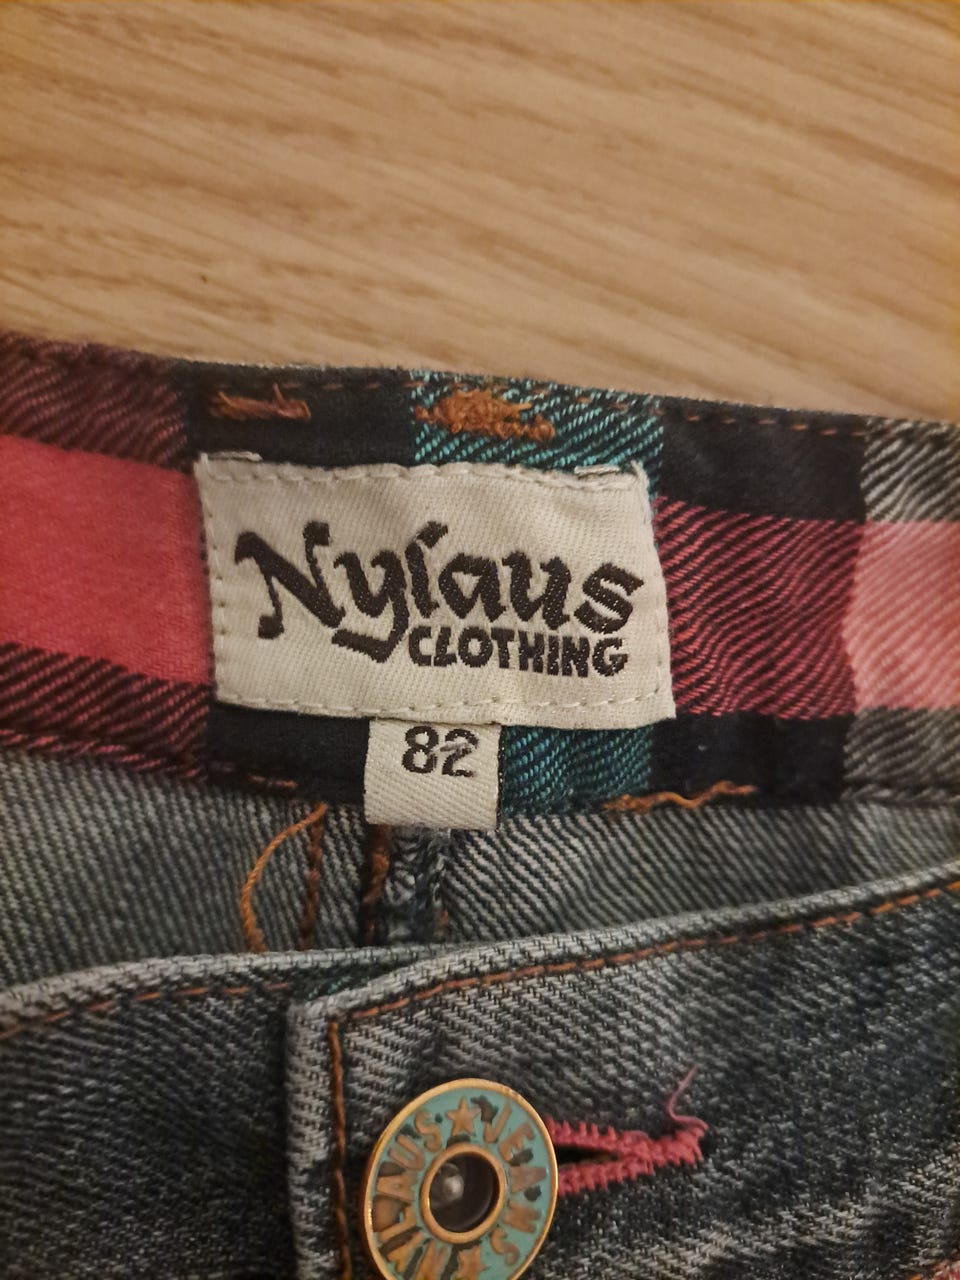 Nylaus
CLOTHING
82
NYLAUS ★ JEANS ★